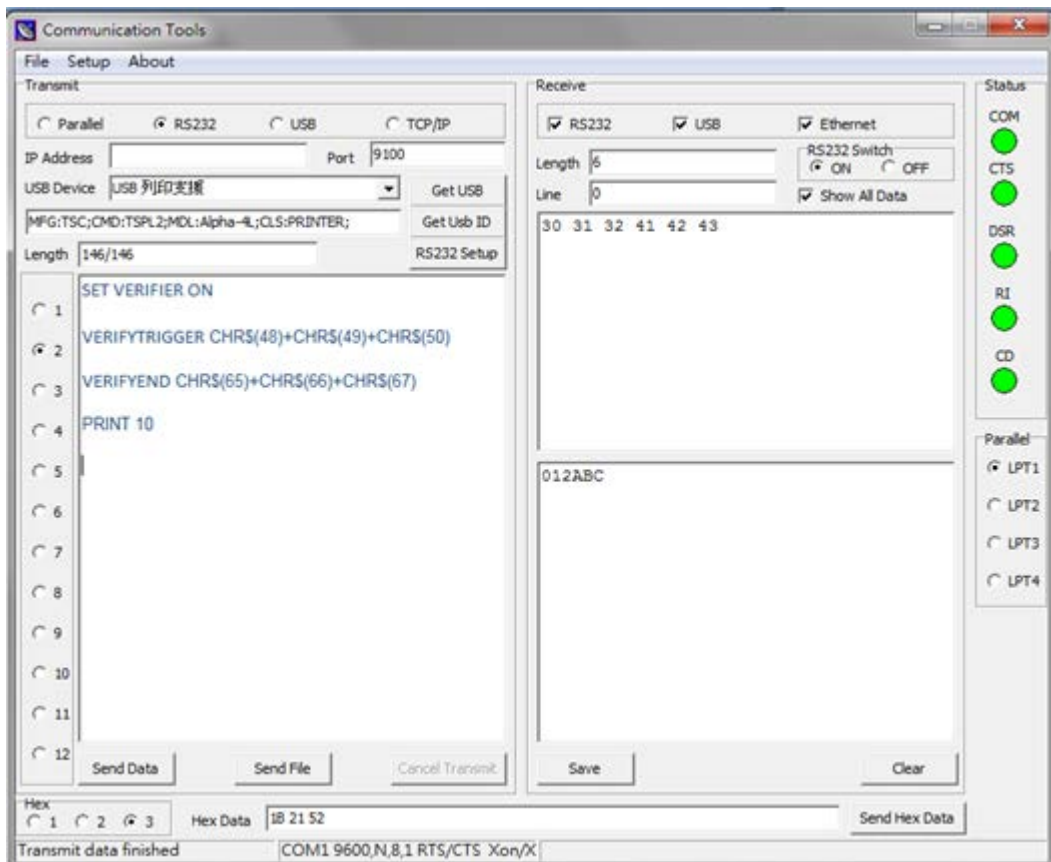 Communication Tools
File Setup About
Transmit
Parallel RS232 USB TCP/IP
IP Address Port 9100
USB Device USB 列印支援 Get USB
MFG:TSC;CMD:TSPL2;MDL:Alpha-4L;CLS:PRINTER; Get Usb ID
Length 146/146 RS232 Setup
1
2
3
4
5
6
7
8
9
10
11
12
SET VERIFIER ON
VERIFYTRIGGER CHR$(48)+CHR$(49)+CHR$(50)
VERIFYEND CHR$(65)+CHR$(66)+CHR$(67)
PRINT 10
Send Data Send File Cancel Transmit
Receive
RS232 USB Ethernet
Length 6
RS232 Switch
ON OFF
Line 0 Show All Data
30 31 32 41 42 43
012ABC
Save Clear
Status
COM
CTS
DSR
RI
CD
Parallel
LPT1
LPT2
LPT3
LPT4
Hex
1 2 3 Hex Data 1B 21 52 Send Hex Data
Transmit data finished COM1 9600,N,8,1 RTS/CTS Xon/X